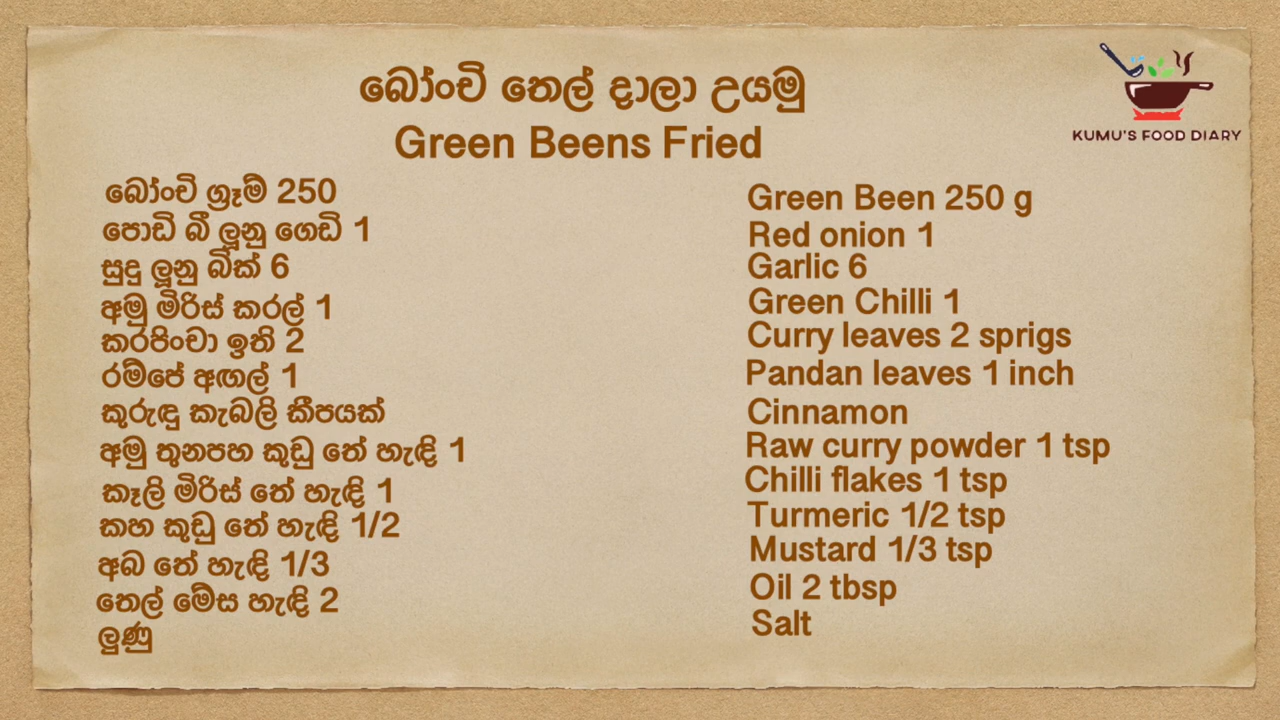 බෝංචි තෙල් දාලා උයමු
Green Beens Fried
KUMU'S FOOD DIARY
බෝංචි ග්‍රෑම් 250
පොඩි බී ලූනු ගෙඩි 1
සුදු ලූනු බික් 6
අමු මිරිස් කරල් 1
කරපිංචා ඉති 2
රම්පේ අඟල් 1
කුරුඳු කැබලි කීපයක්
අමු තුනපහ කුඩු තේ හැඳි 1
කෑලි මිරිස් තේ හැඳි 1
කහ කුඩු තේ හැඳි 1/2
අබ තේ හැඳි 1/3
තෙල් මේස හැඳි 2
ලුණු
Green Been 250 g
Red onion 1
Garlic 6
Green Chilli 1
Curry leaves 2 sprigs
Pandan leaves 1 inch
Cinnamon
Raw curry powder 1 tsp
Chilli flakes 1 tsp
Turmeric 1/2 tsp
Mustard 1/3 tsp
Oil 2 tbsp
Salt